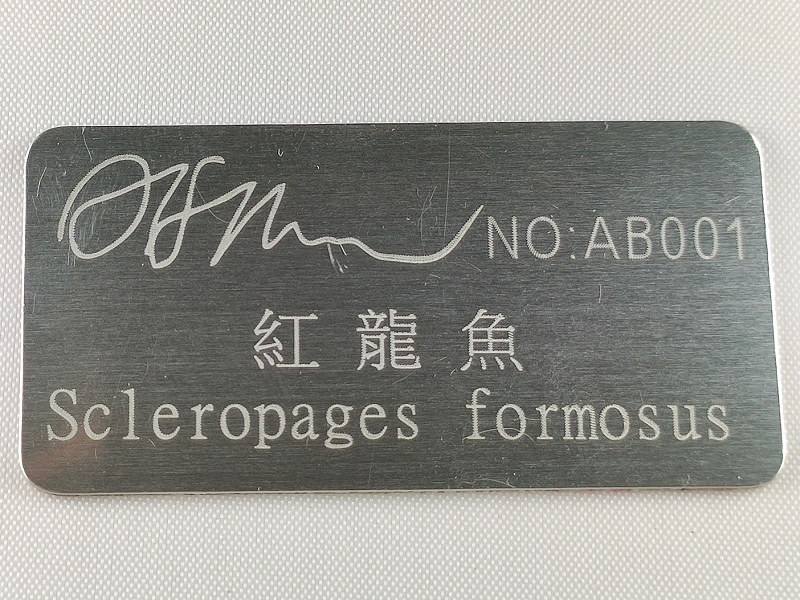 NO:AB001
紅龍魚
Scleropages formosus